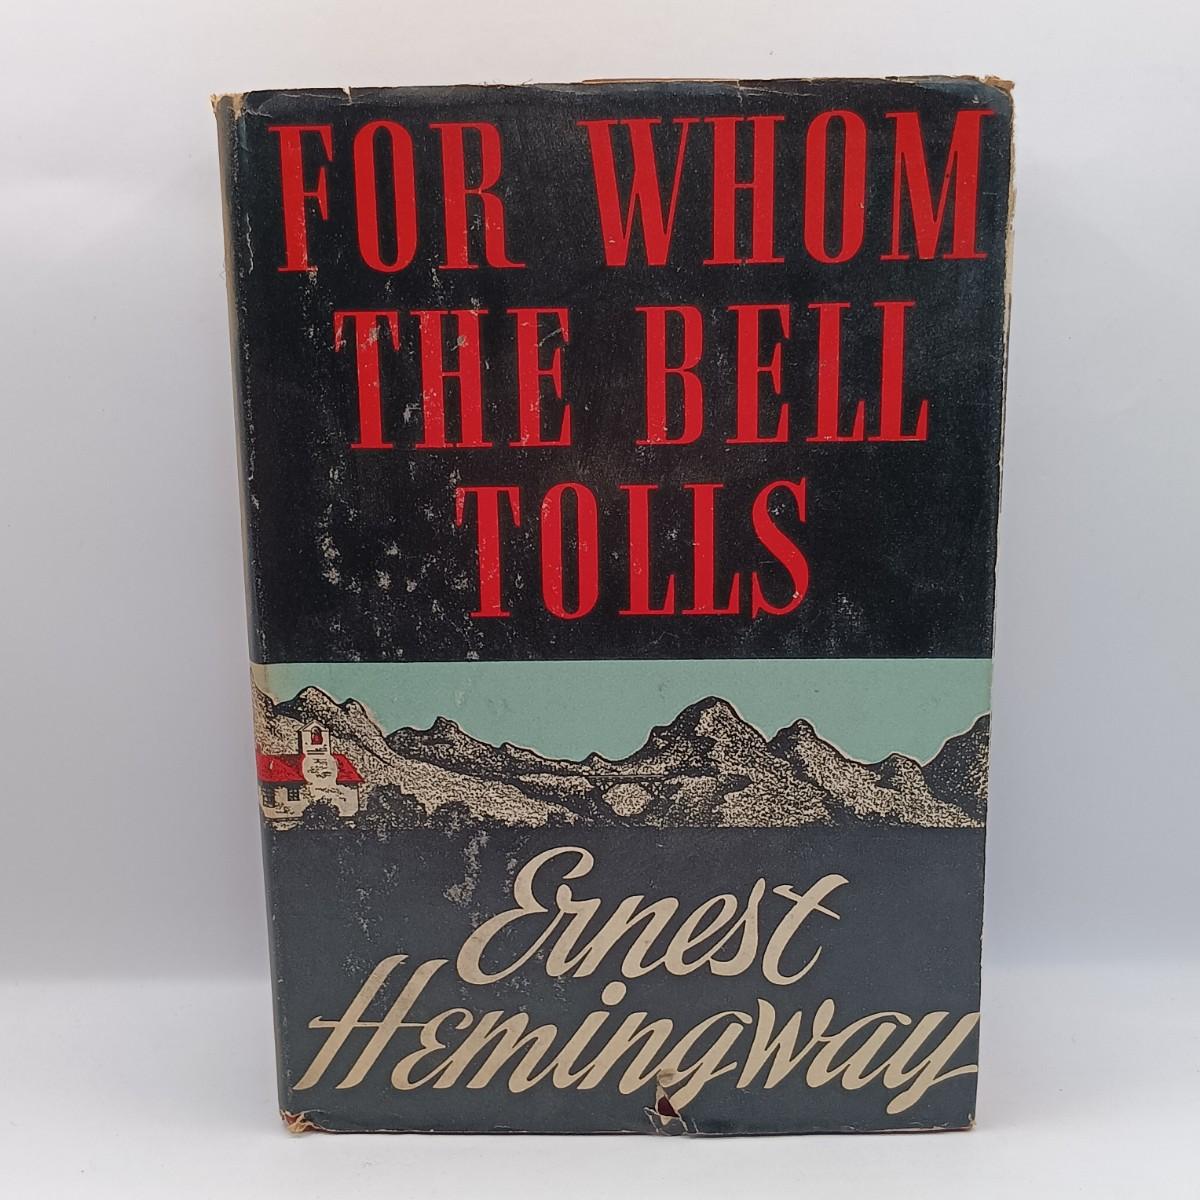 FOR WHOM
THE BELL
TOLLS
Ernest
Hemingway